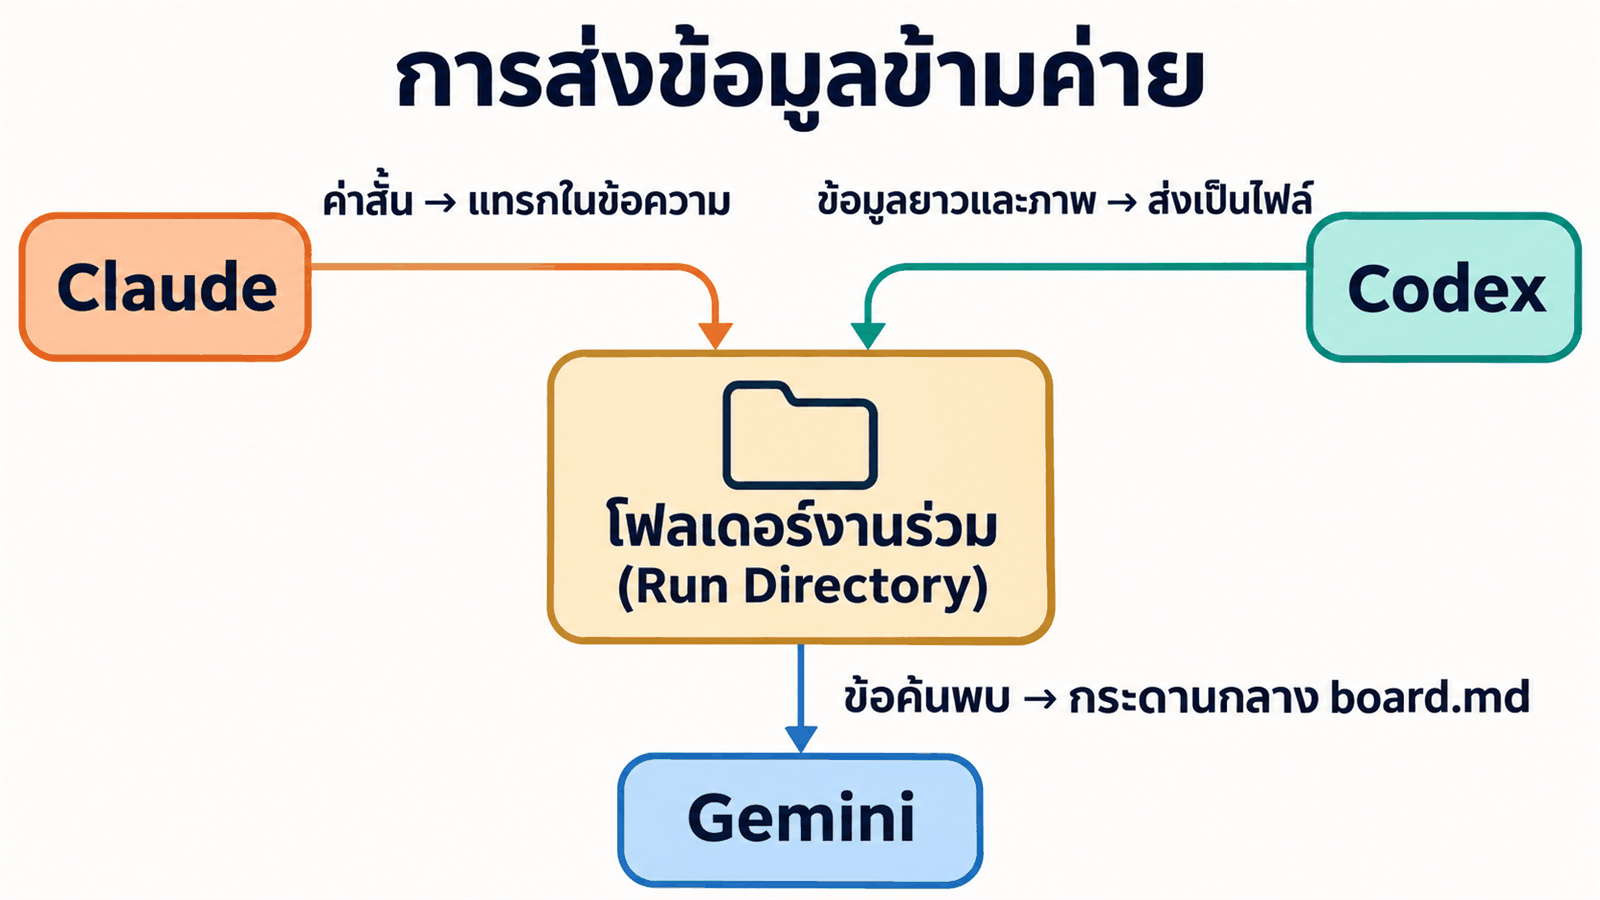 การส่งข้อมูลข้ามค่าย
ค่าสั้น → แทรกในข้อความ
ข้อมูลยาวและภาพ → ส่งเป็นไฟล์
Claude
Codex
โฟลเดอร์งานร่วม
(Run Directory)
ข้อค้นพบ → กระดานกลาง board.md
Gemini